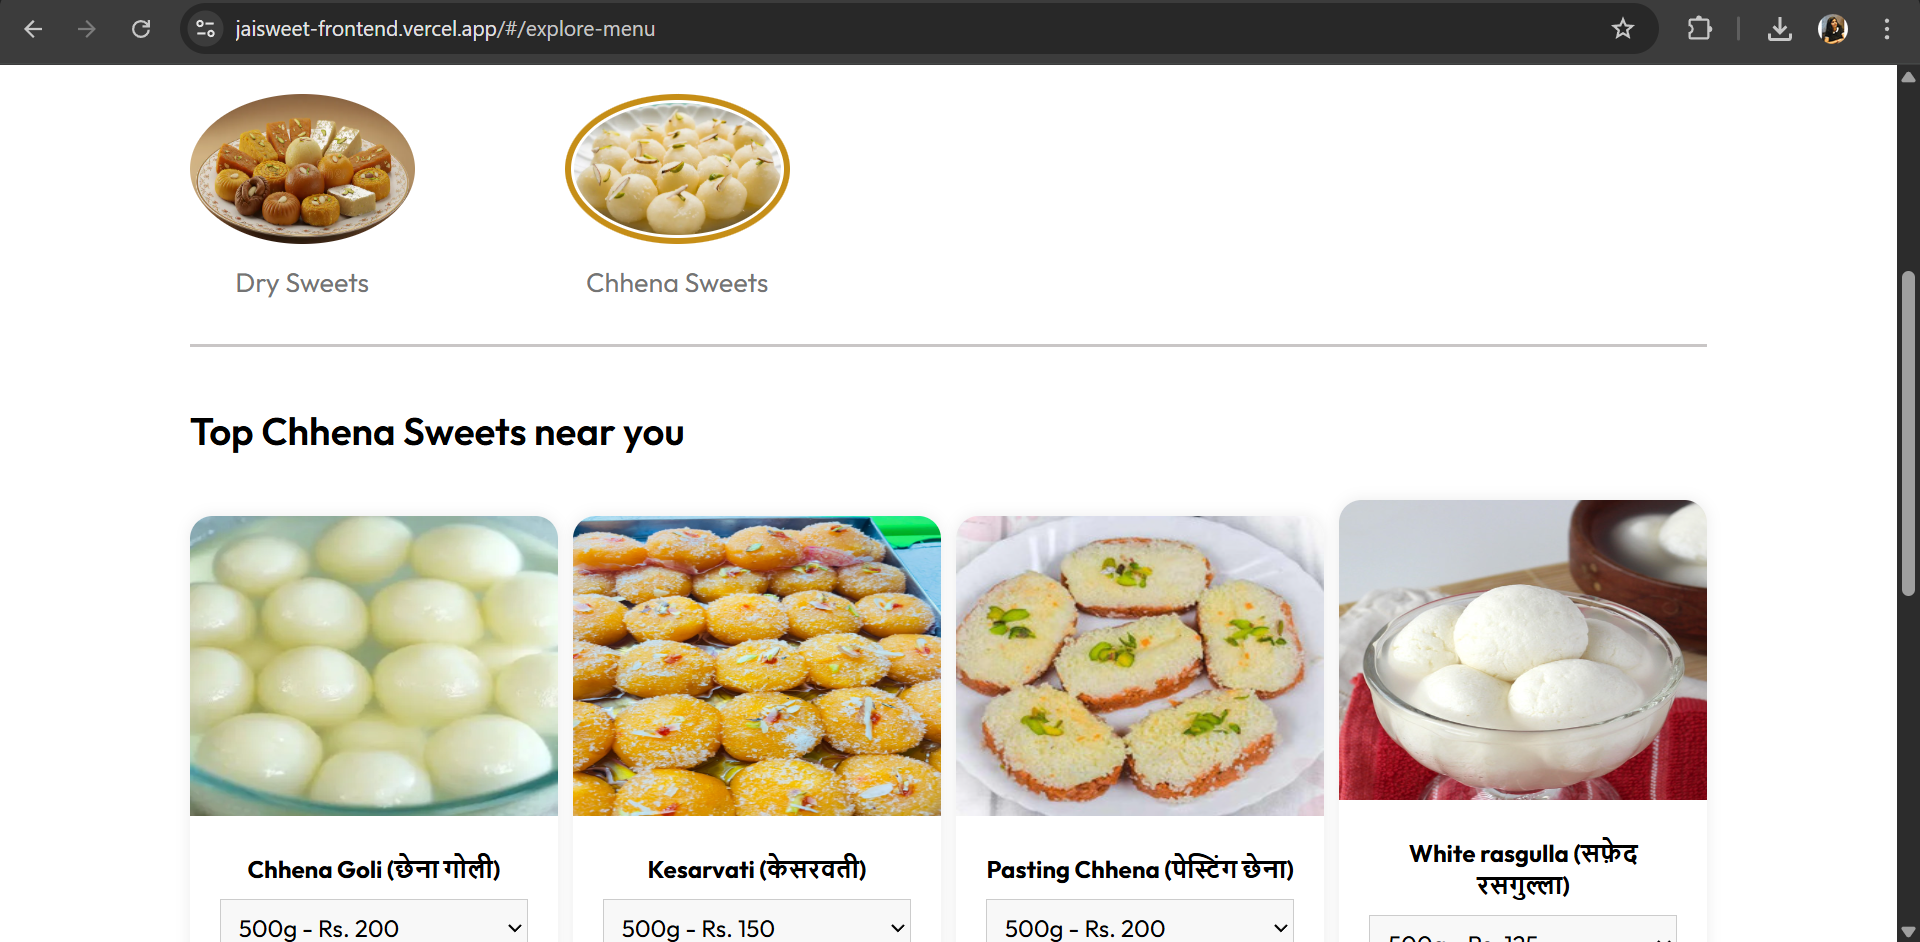 jaisweet-frontend.vercel.app/#/explore-menu
Dry Sweets
Chhena Sweets
Top Chhena Sweets near you
Chhena Goli (छेना गोली)
500g - Rs. 200
Kesarvati (केसरवती)
500g - Rs. 150
Pasting Chhena (पेस्टिंग छेना)
500g - Rs. 200
White rasgulla (सफ़ेद
रसगुल्ला)